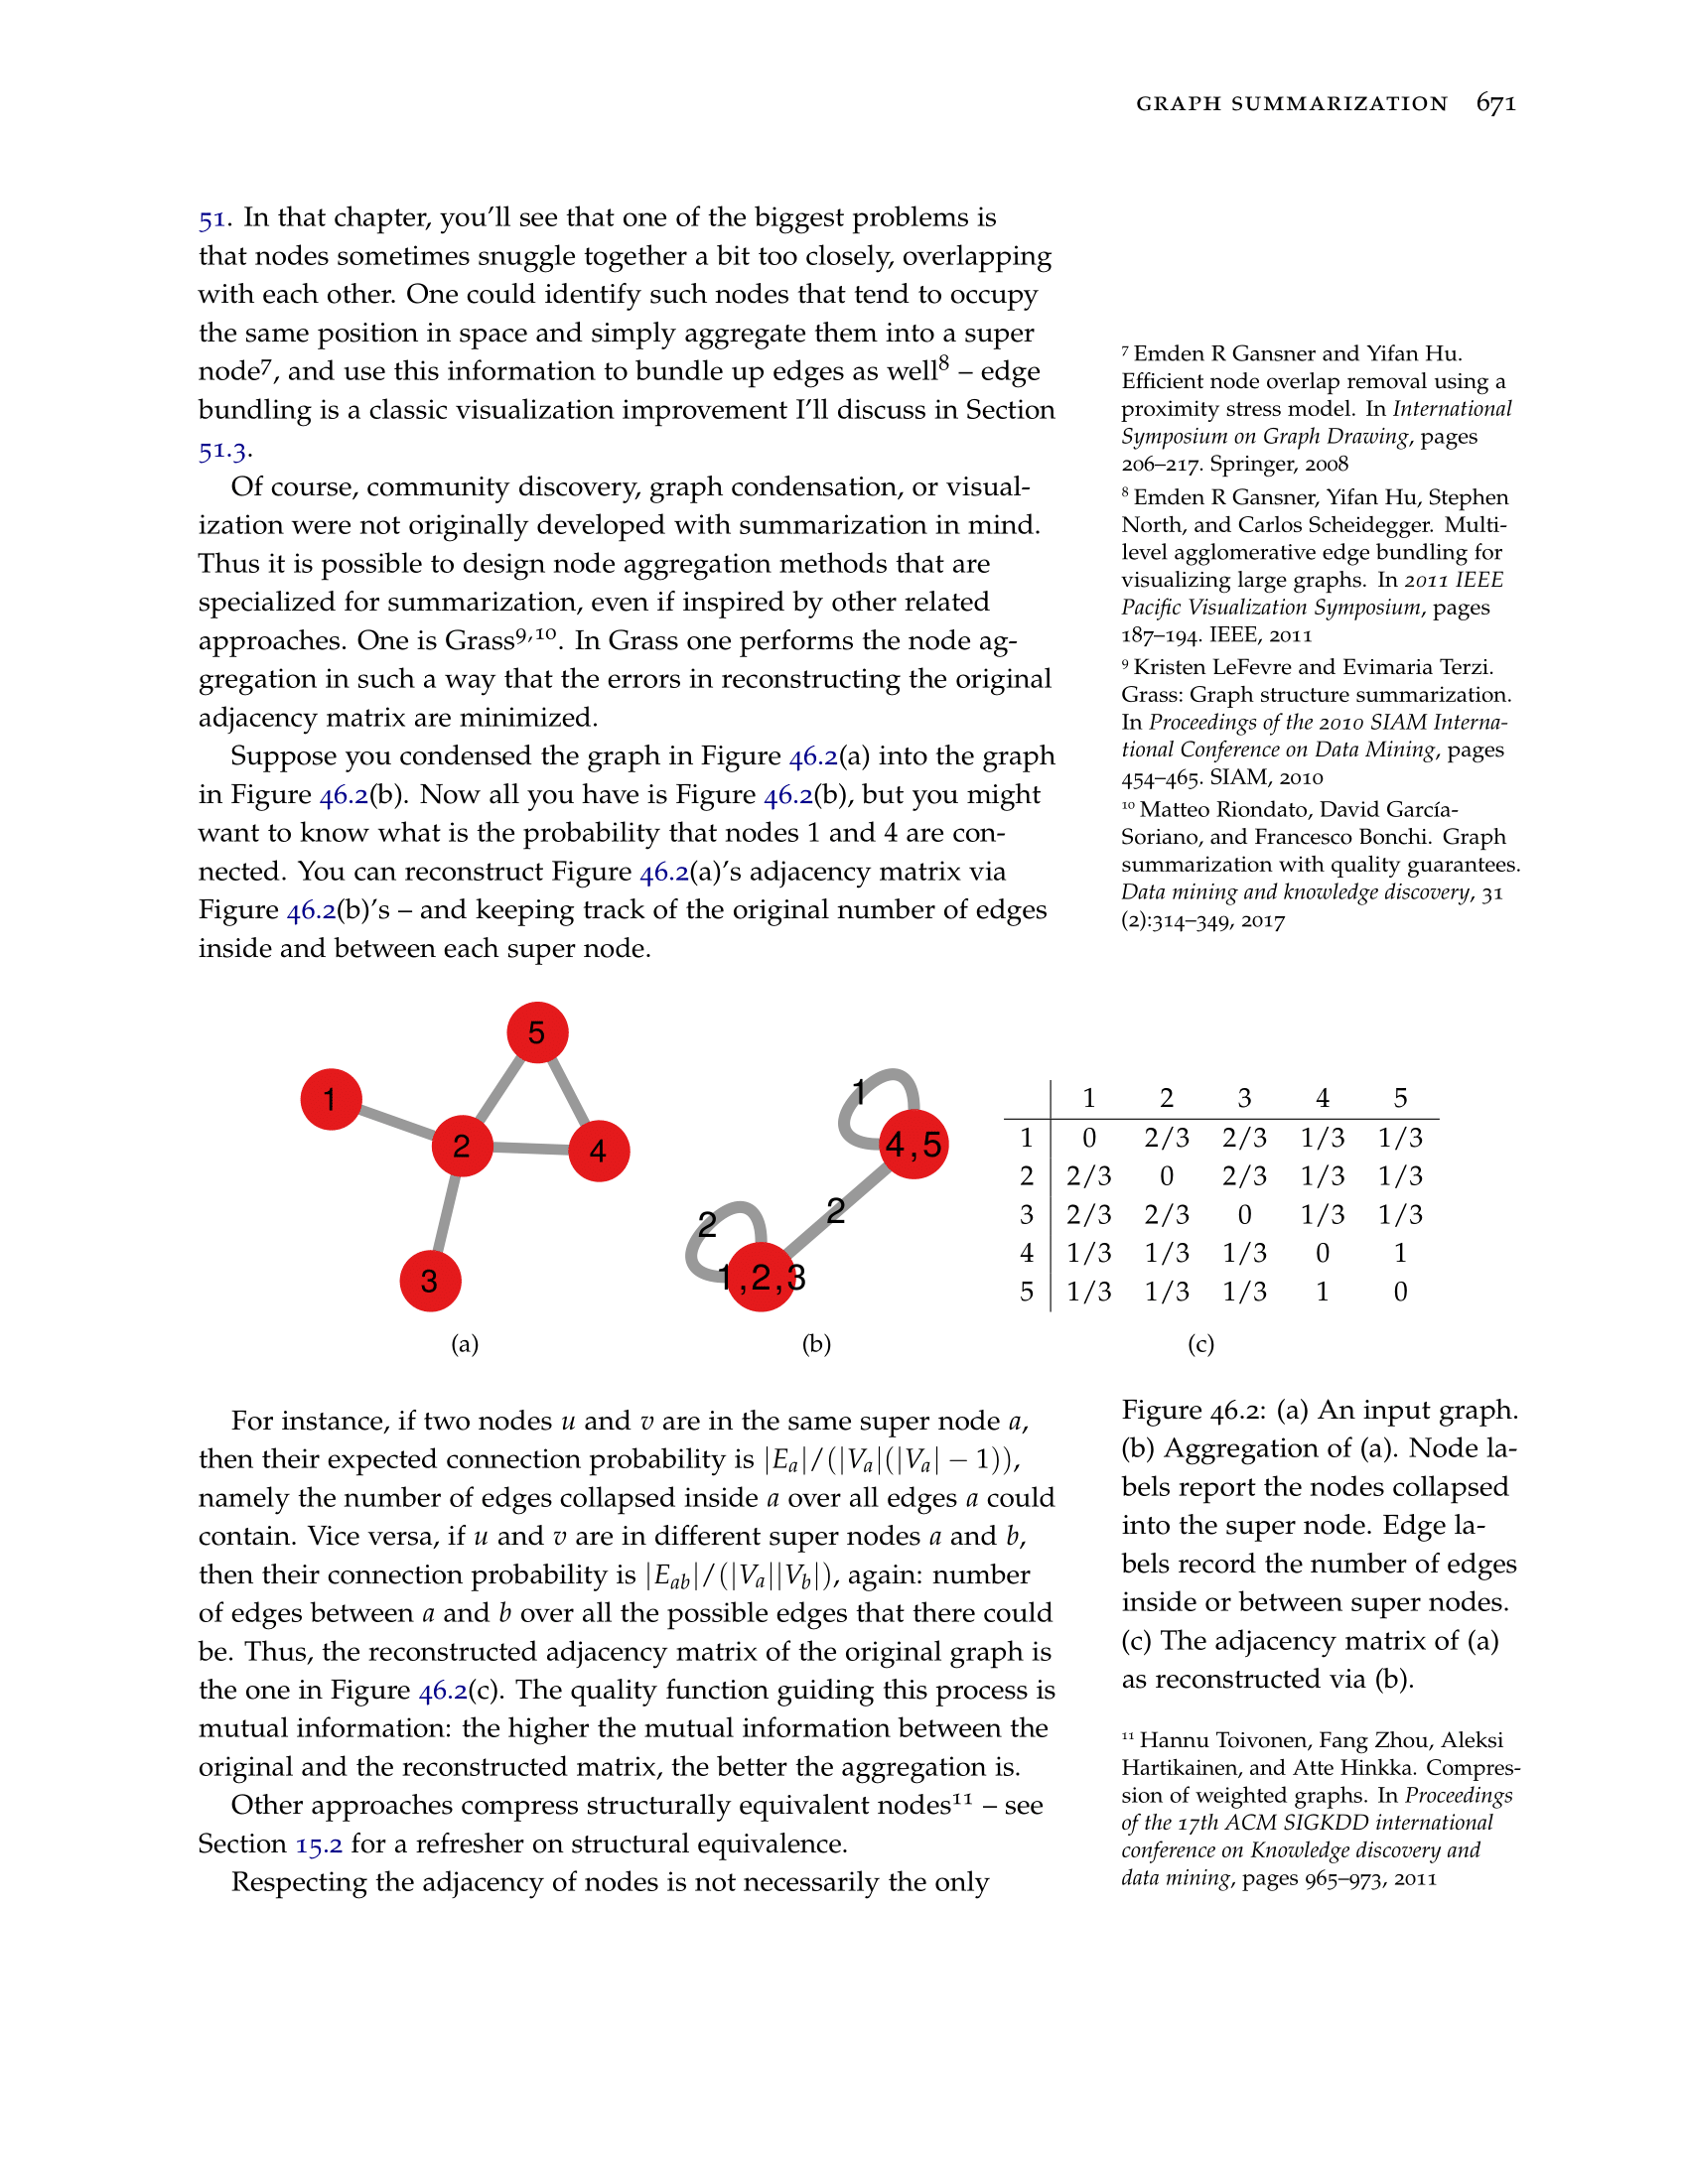 GRAPH SUMMARIZATION 671
51. In that chapter, you'll see that one of the biggest problems is
that nodes sometimes snuggle together a bit too closely, overlapping
with each other. One could identify such nodes that tend to occupy
the same position in space and simply aggregate them into a super
node⁷, and use this information to bundle up edges as well⁸ – edge
bundling is a classic visualization improvement I'll discuss in Section
51.3.
Of course, community discovery, graph condensation, or visual-
ization were not originally developed with summarization in mind.
Thus it is possible to design node aggregation methods that are
specialized for summarization, even if inspired by other related
approaches. One is Grass⁹,¹⁰. In Grass one performs the node ag-
gregation in such a way that the errors in reconstructing the original
adjacency matrix are minimized.
Suppose you condensed the graph in Figure 46.2(a) into the graph
in Figure 46.2(b). Now all you have is Figure 46.2(b), but you might
want to know what is the probability that nodes 1 and 4 are con-
nected. You can reconstruct Figure 46.2(a)'s adjacency matrix via
Figure 46.2(b)'s – and keeping track of the original number of edges
inside and between each super node.
⁷ Emden R Gansner and Yifan Hu.
Efficient node overlap removal using a
proximity stress model. In International
Symposium on Graph Drawing, pages
206–217. Springer, 2008
⁸ Emden R Gansner, Yifan Hu, Stephen
North, and Carlos Scheidegger. Multi-
level agglomerative edge bundling for
visualizing large graphs. In 2011 IEEE
Pacific Visualization Symposium, pages
187–194. IEEE, 2011
⁹ Kristen LeFevre and Evimaria Terzi.
Grass: Graph structure summarization.
In Proceedings of the 2010 SIAM Interna-
tional Conference on Data Mining, pages
454–465. SIAM, 2010
¹⁰ Matteo Riondato, David García-
Soriano, and Francesco Bonchi. Graph
summarization with quality guarantees.
Data mining and knowledge discovery, 31
(2):314–349, 2017
5
1
2
4
3
(a)
1
4,5
2
2
1,2,3
(b)
1 2 3 4 5
1 0 2/3 2/3 1/3 1/3
2 2/3 0 2/3 1/3 1/3
3 2/3 2/3 0 1/3 1/3
4 1/3 1/3 1/3 0 1
5 1/3 1/3 1/3 1 0
(c)
For instance, if two nodes u and v are in the same super node a,
then their expected connection probability is |Eₐ|/(|Vₐ|(|Vₐ| − 1)),
namely the number of edges collapsed inside a over all edges a could
contain. Vice versa, if u and v are in different super nodes a and b,
then their connection probability is |E_ab|/(|V_a||V_b|), again: number
of edges between a and b over all the possible edges that there could
be. Thus, the reconstructed adjacency matrix of the original graph is
the one in Figure 46.2(c). The quality function guiding this process is
mutual information: the higher the mutual information between the
original and the reconstructed matrix, the better the aggregation is.
Other approaches compress structurally equivalent nodes¹¹ – see
Section 15.2 for a refresher on structural equivalence.
Respecting the adjacency of nodes is not necessarily the only
Figure 46.2: (a) An input graph.
(b) Aggregation of (a). Node la-
bels report the nodes collapsed
into the super node. Edge la-
bels record the number of edges
inside or between super nodes.
(c) The adjacency matrix of (a)
as reconstructed via (b).
¹¹ Hannu Toivonen, Fang Zhou, Aleksi
Hartikainen, and Atte Hinkka. Compres-
sion of weighted graphs. In Proceedings
of the 17th ACM SIGKDD international
conference on Knowledge discovery and
data mining, pages 965–973, 2011